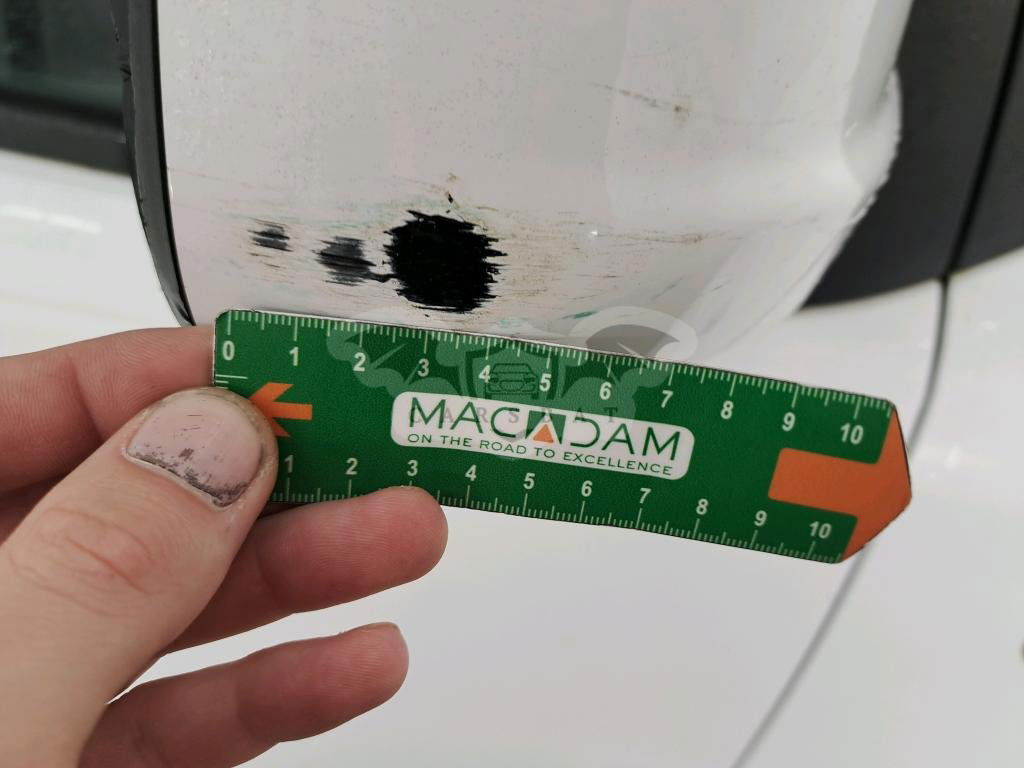 0 1 2 3 4 5 6 7 8 9 10
CARSBAT
MACADAM
ON THE ROAD TO EXCELLENCE
1 2 3 4 5 6 7 8 9 10